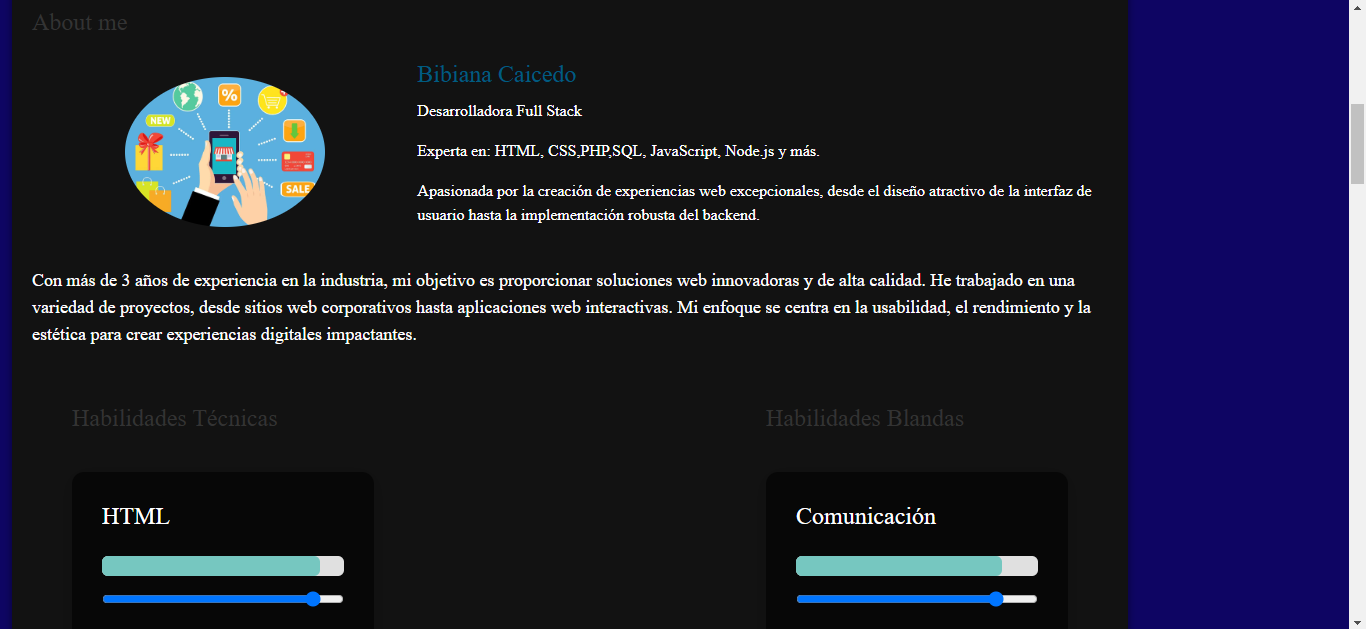 About me
NEW
%
SALE
Bibiana Caicedo
Desarrolladora Full Stack
Experta en: HTML, CSS,PHP,SQL, JavaScript, Node.js y más.
Apasionada por la creación de experiencias web excepcionales, desde el diseño atractivo de la interfaz de
usuario hasta la implementación robusta del backend.
Con más de 3 años de experiencia en la industria, mi objetivo es proporcionar soluciones web innovadoras y de alta calidad. He trabajado en una
variedad de proyectos, desde sitios web corporativos hasta aplicaciones web interactivas. Mi enfoque se centra en la usabilidad, el rendimiento y la
estética para crear experiencias digitales impactantes.
Habilidades Técnicas
Habilidades Blandas
HTML
Comunicación